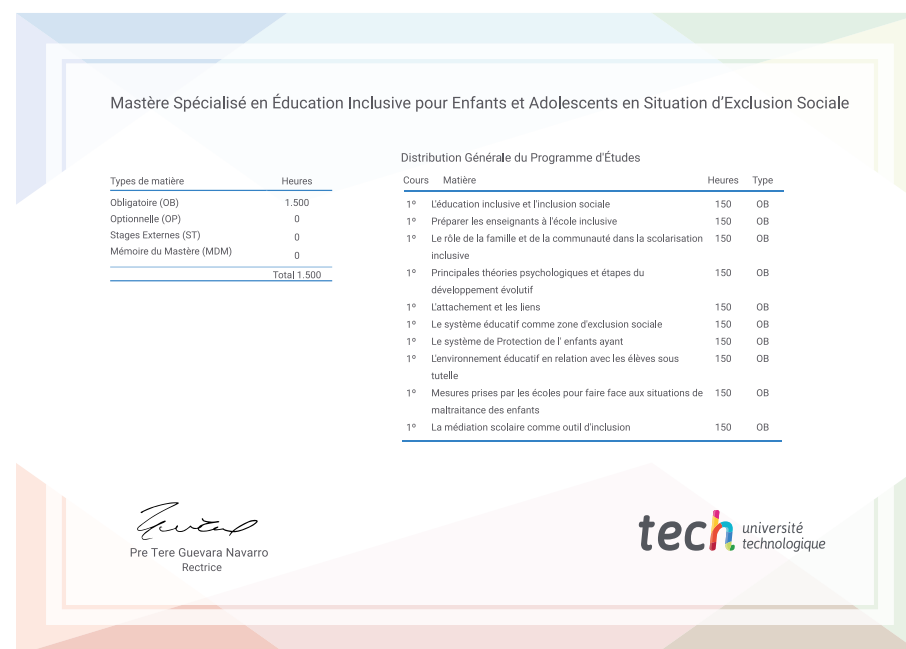 Mastère Spécialisé en Éducation Inclusive pour Enfants et Adolescents en Situation d'Exclusion Sociale
Types de matière Heures
Obligatoire (OB) 1.500
Optionnelle (OP) 0
Stages Externes (ST) 0
Mémoire du Mastère (MDM) 0
Total 1.500
Distribution Générale du Programme d'Études
Cours Matière Heures Type
1º L'éducation inclusive et l'inclusion sociale 150 OB
1º Préparer les enseignants à l'école inclusive 150 OB
1º Le rôle de la famille et de la communauté dans la scolarisation 150 OB
inclusive
1º Principales théories psychologiques et étapes du 150 OB
développement évolutif
1º L'attachement et les liens 150 OB
1º Le système éducatif comme zone d'exclusion sociale 150 OB
1º Le système de Protection de l' enfants ayant 150 OB
1º L'environnement éducatif en relation avec les élèves sous 150 OB
tutelle
1º Mesures prises par les écoles pour faire face aux situations de 150 OB
maltraitance des enfants
1º La médiation scolaire comme outil d'inclusion 150 OB
Pre Tere Guevara Navarro
Rectrice
tech université
technologique